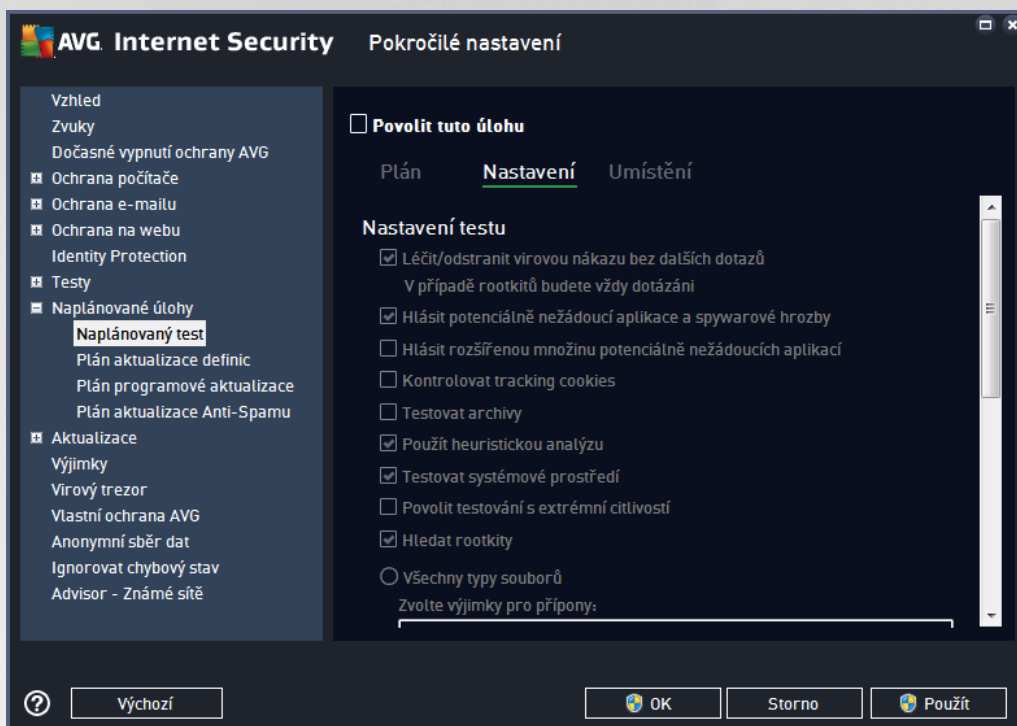 AVG. Internet Security Pokročilé nastavení
Vzhled
Zvuky
Dočasné vypnutí ochrany AVG
Ochrana počítače
Ochrana e-mailu
Ochrana na webu
Identity Protection
Testy
Naplánované úlohy
Naplánovaný test
Plán aktualizace definic
Plán programové aktualizace
Plán aktualizace Anti-Spamu
Aktualizace
Výjimky
Virový trezor
Vlastní ochrana AVG
Anonymní sběr dat
Ignorovat chybový stav
Advisor - Známé sítě
Povolit tuto úlohu
Plán Nastavení Umístění
Nastavení testu
Léčit/odstranit virovou nákazu bez dalších dotazů
V případě rootkitů budete vždy dotázáni
Hlásit potenciálně nežádoucí aplikace a spywarové hrozby
Hlásit rozšířenou množinu potenciálně nežádoucích aplikací
Kontrolovat tracking cookies
Testovat archivy
Použít heuristickou analýzu
Testovat systémové prostředí
Povolit testování s extrémní citlivostí
Hledat rootkity
Všechny typy souborů
Zvolte výjimky pro přípony:
Výchozí OK Storno Použít